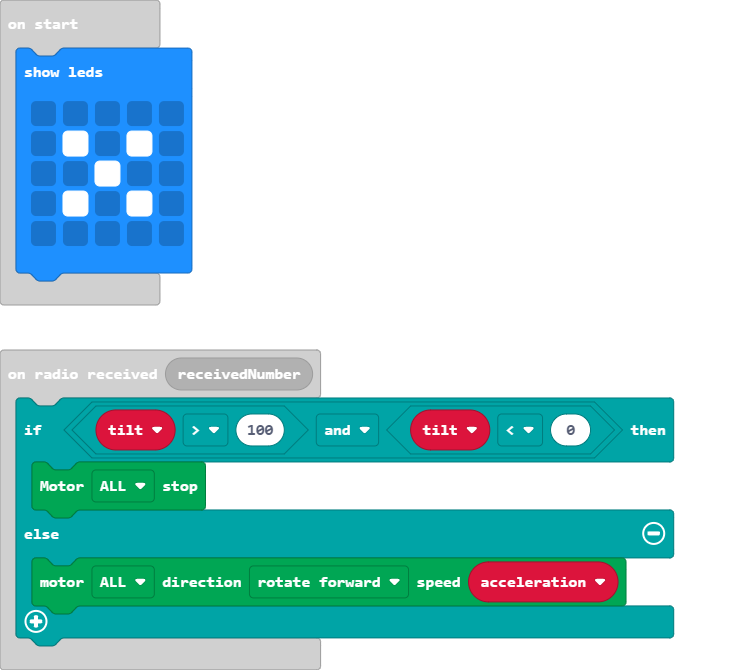 on start
show leds
on radio received receivedNumber
if tilt > 100 and tilt < 0 then
Motor ALL stop
else
motor ALL direction rotate forward speed acceleration